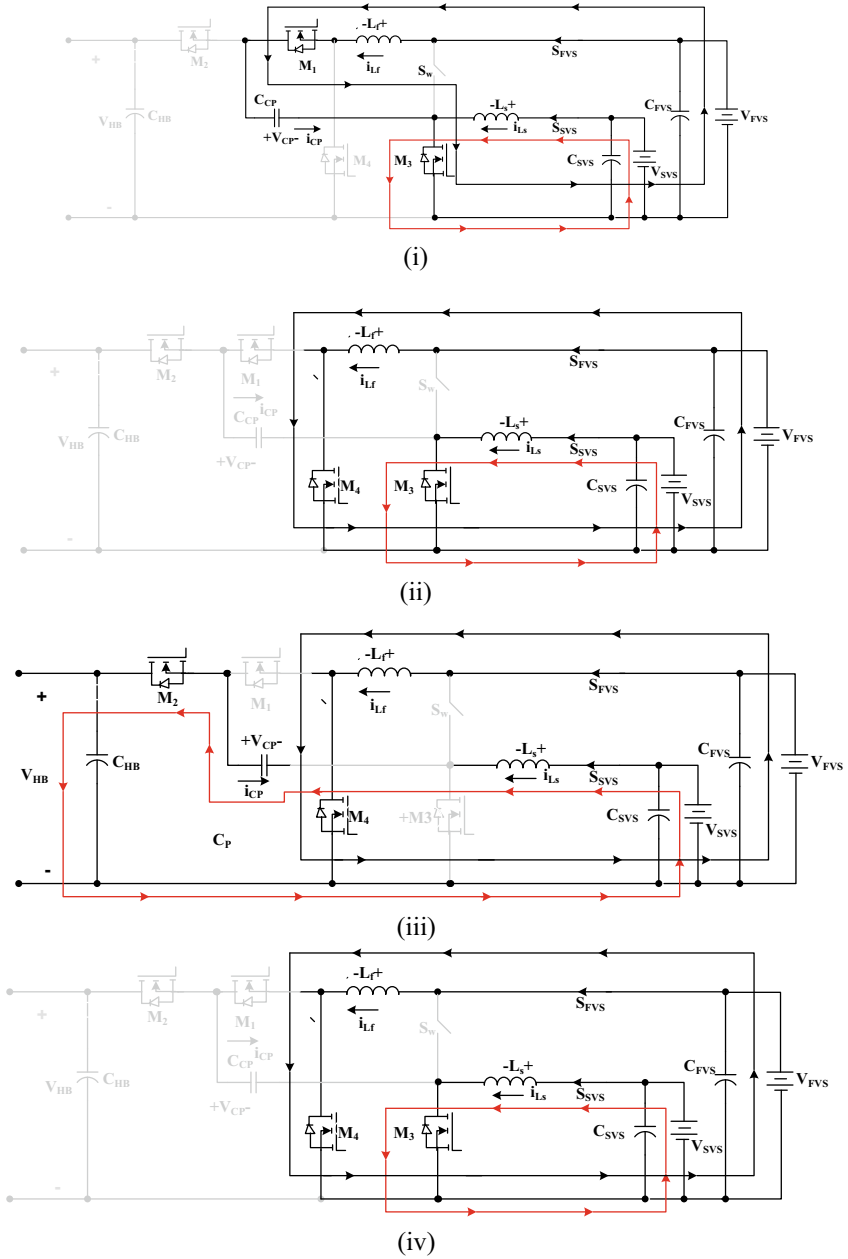 -Lf+
SFVS
M2
M1
iLf
Sw
+
CCP
VHB
CHB
+VCP-
iCP
-Ls+
iLs
SSVS
CFVS
VFVS
M4
M3
CSVS
VSVS
-
(i)
-Lf+
SFVS
M2
M1
iLf
Sw
+
iCP
CCP
VHB
CHB
+VCP-
-Ls+
iLs
SSVS
CFVS
VFVS
M4
M3
CSVS
VSVS
-
(ii)
-Lf+
SFVS
M2
M1
iLf
Sw
+
+VCP-
VHB
CHB
iCP
-Ls+
iLs
SSVS
CFVS
VFVS
M4
+M3
CSVS
VSVS
CP
-
(iii)
-Lf+
SFVS
M2
M1
iLf
Sw
+
iCP
CCP
VHB
CHB
+VCP-
-Ls+
iLs
SSVS
CFVS
VFVS
M4
M3
CSVS
VSVS
-
(iv)